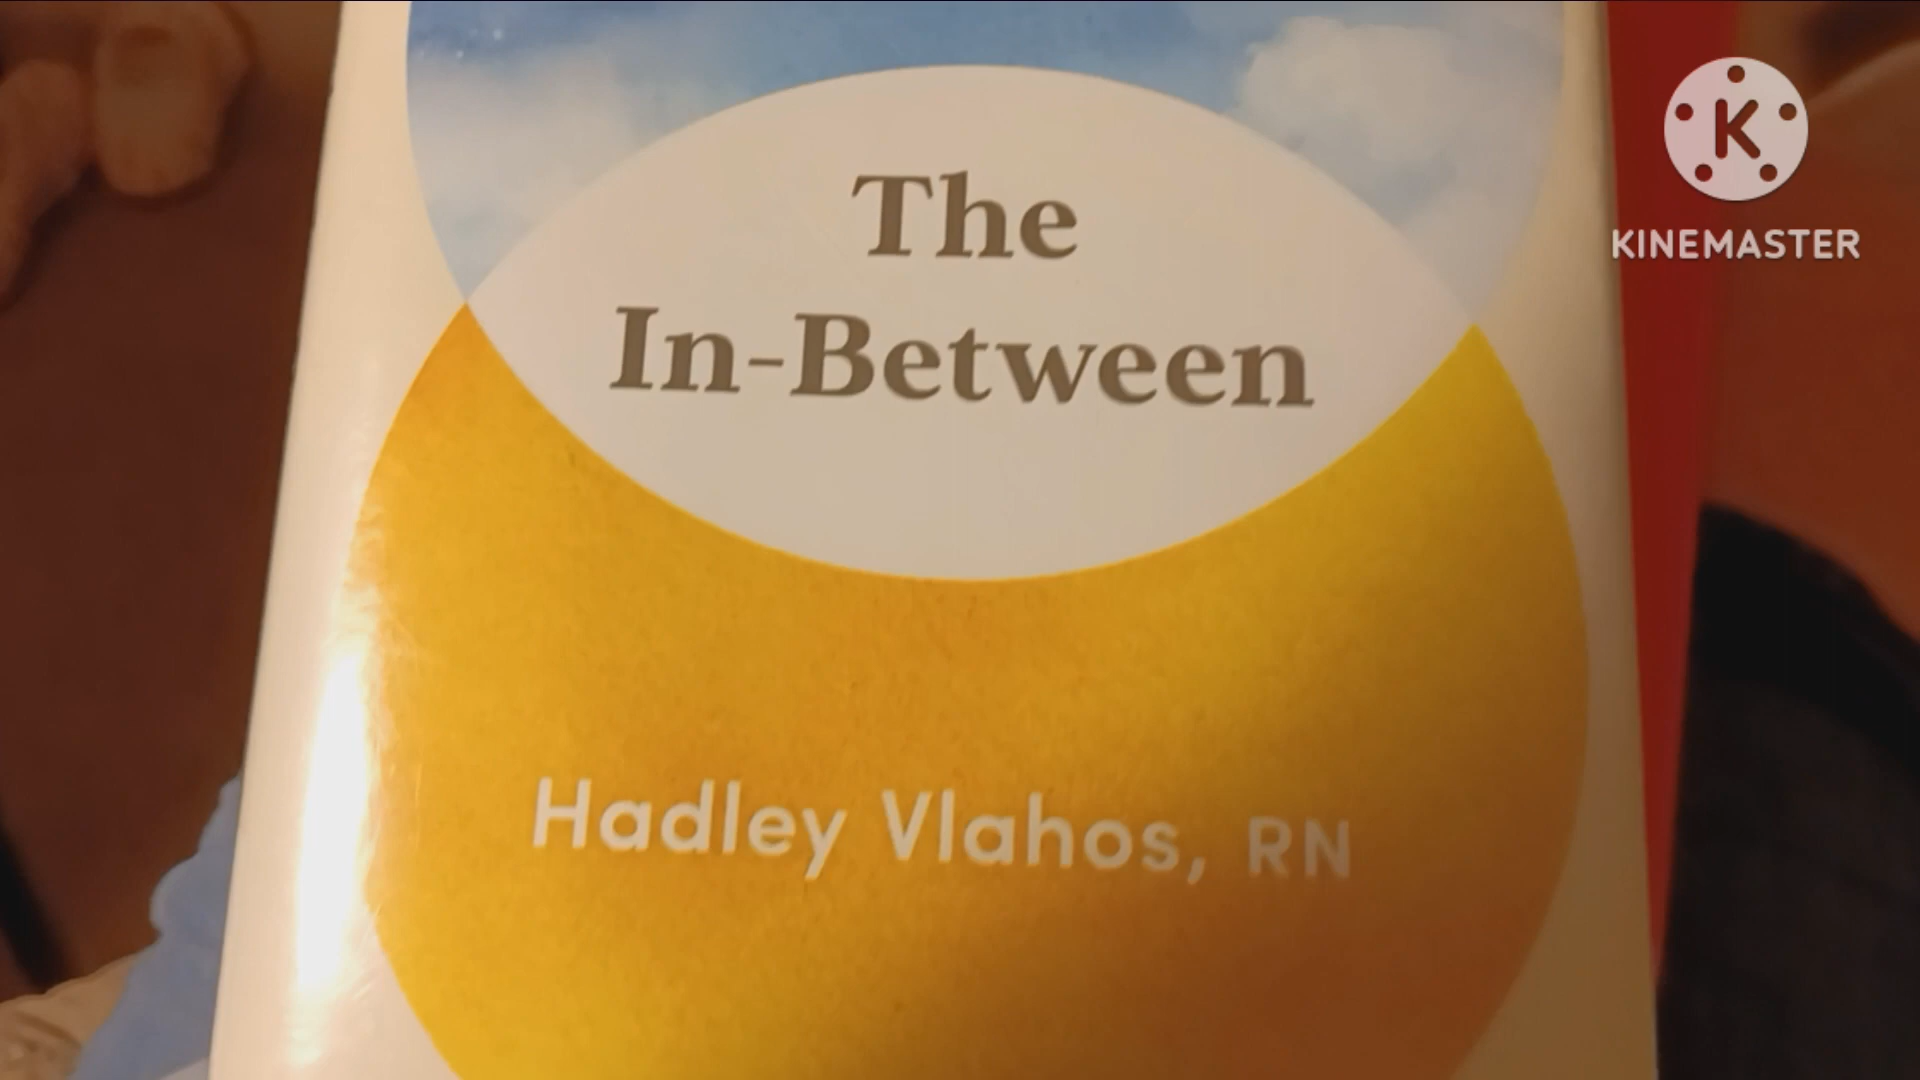 The
In-Between
Hadley Vlahos, RN
K
KINEMASTER